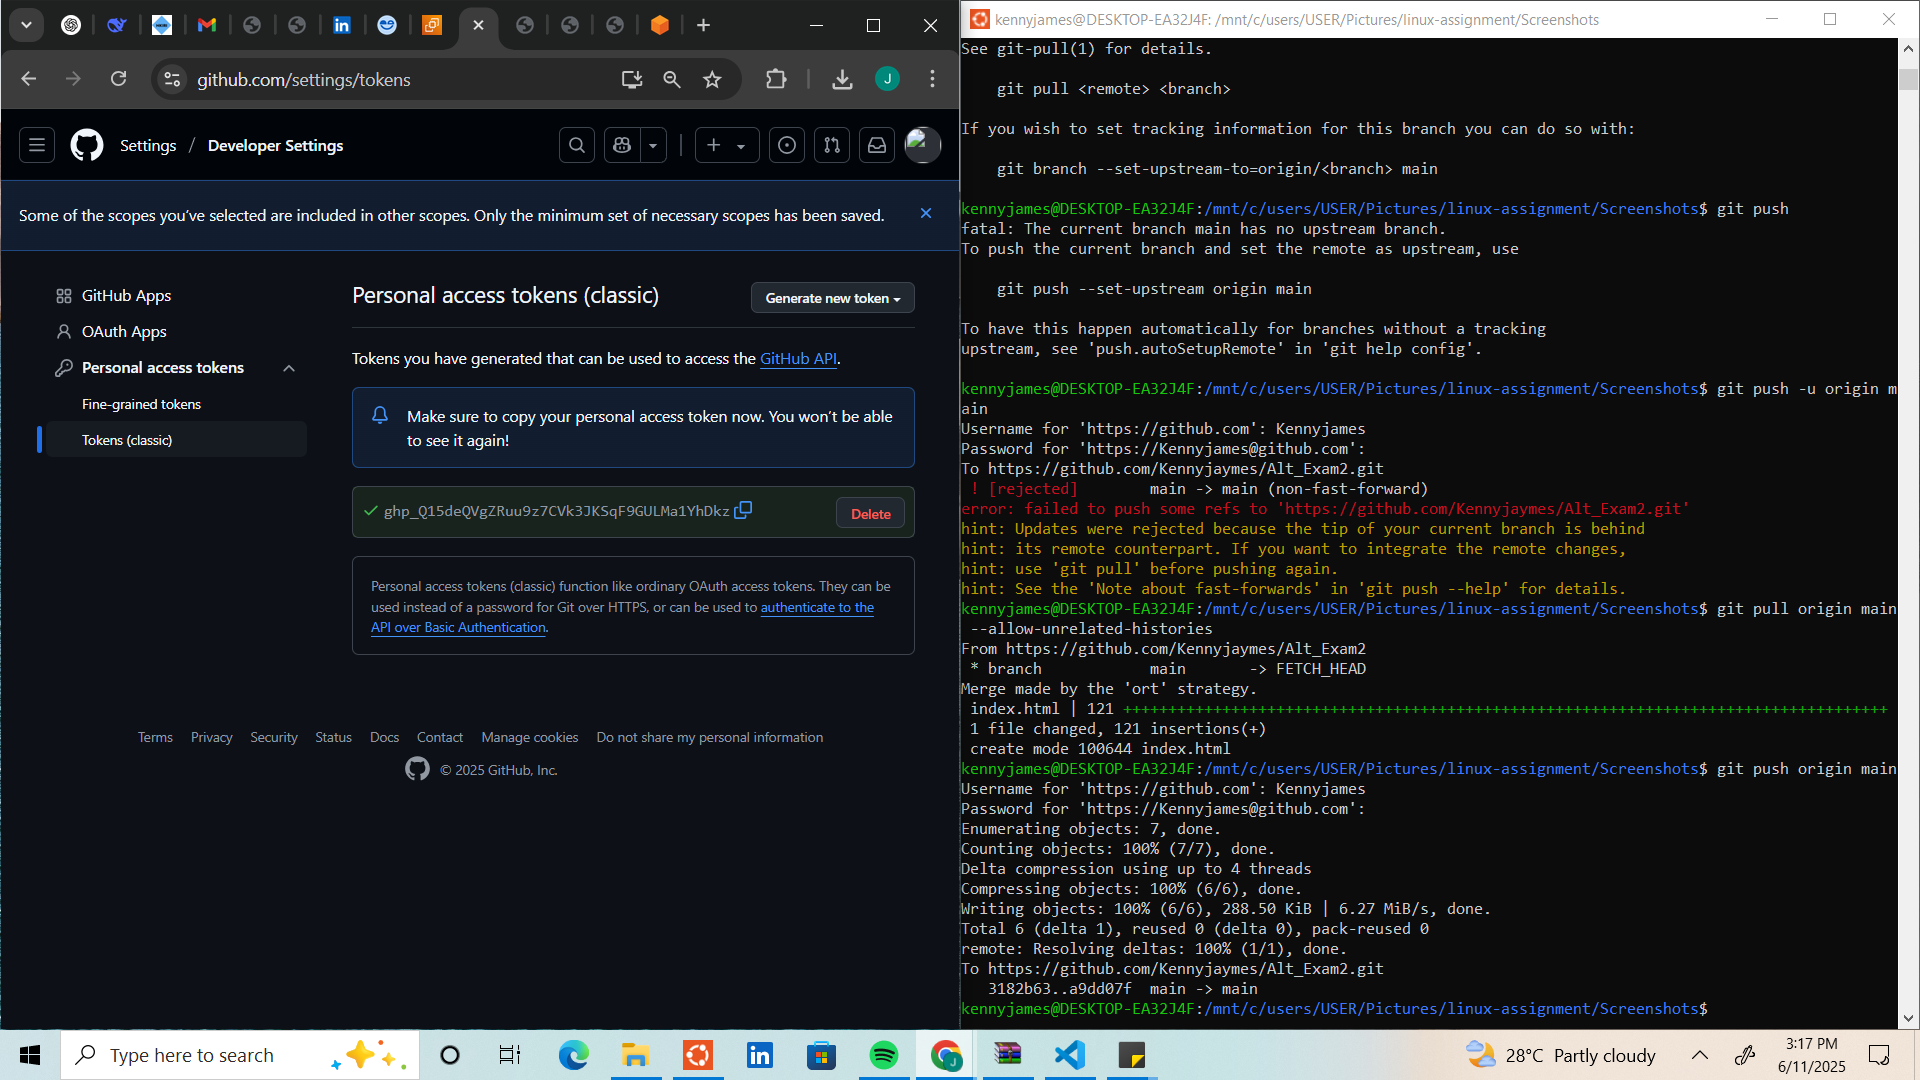 github.com/settings/tokens
J
Settings / Developer Settings
Some of the scopes you've selected are included in other scopes. Only the minimum set of necessary scopes has been saved.
GitHub Apps
OAuth Apps
Personal access tokens
Fine-grained tokens
Tokens (classic)
Personal access tokens (classic)
Generate new token
Tokens you have generated that can be used to access the GitHub API.
Make sure to copy your personal access token now. You won't be able
to see it again!
[access token redacted]
Delete
Personal access tokens (classic) function like ordinary OAuth access tokens. They can be
used instead of a password for Git over HTTPS, or can be used to authenticate to the
API over Basic Authentication.
Terms Privacy Security Status Docs Contact Manage cookies Do not share my personal information
© 2025 GitHub, Inc.
kennyjames@DESKTOP-EA32J4F: /mnt/c/users/USER/Pictures/linux-assignment/Screenshots
See git-pull(1) for details.
git pull <remote> <branch>
If you wish to set tracking information for this branch you can do so with:
git branch --set-upstream-to=origin/<branch> main
kennyjames@DESKTOP-EA32J4F:/mnt/c/users/USER/Pictures/linux-assignment/Screenshots$ git push
fatal: The current branch main has no upstream branch.
To push the current branch and set the remote as upstream, use
git push --set-upstream origin main
To have this happen automatically for branches without a tracking
upstream, see 'push.autoSetupRemote' in 'git help config'.
kennyjames@DESKTOP-EA32J4F:/mnt/c/users/USER/Pictures/linux-assignment/Screenshots$ git push -u origin m
ain
Username for 'https://github.com': Kennyjames
Password for 'https://Kennyjames@github.com':
To https://github.com/Kennyjaymes/Alt_Exam2.git
! [rejected] main -> main (non-fast-forward)
error: failed to push some refs to 'https://github.com/Kennyjaymes/Alt_Exam2.git'
hint: Updates were rejected because the tip of your current branch is behind
hint: its remote counterpart. If you want to integrate the remote changes,
hint: use 'git pull' before pushing again.
hint: See the 'Note about fast-forwards' in 'git push --help' for details.
kennyjames@DESKTOP-EA32J4F:/mnt/c/users/USER/Pictures/linux-assignment/Screenshots$ git pull origin main
--allow-unrelated-histories
From https://github.com/Kennyjaymes/Alt_Exam2
* branch main -> FETCH_HEAD
Merge made by the 'ort' strategy.
index.html | 121 +++++++++++++++++++++++++++++++++++++++++++++++++++++++++++++++++++++++++++++++++++++
1 file changed, 121 insertions(+)
create mode 100644 index.html
kennyjames@DESKTOP-EA32J4F:/mnt/c/users/USER/Pictures/linux-assignment/Screenshots$ git push origin main
Username for 'https://github.com': Kennyjames
Password for 'https://Kennyjames@github.com':
Enumerating objects: 7, done.
Counting objects: 100% (7/7), done.
Delta compression using up to 4 threads
Compressing objects: 100% (6/6), done.
Writing objects: 100% (6/6), 288.50 KiB | 6.27 MiB/s, done.
Total 6 (delta 1), reused 0 (delta 0), pack-reused 0
remote: Resolving deltas: 100% (1/1), done.
To https://github.com/Kennyjaymes/Alt_Exam2.git
3182b63..a9dd07f main -> main
kennyjames@DESKTOP-EA32J4F:/mnt/c/users/USER/Pictures/linux-assignment/Screenshots$
Type here to search
28°C Partly cloudy
3:17 PM
6/11/2025